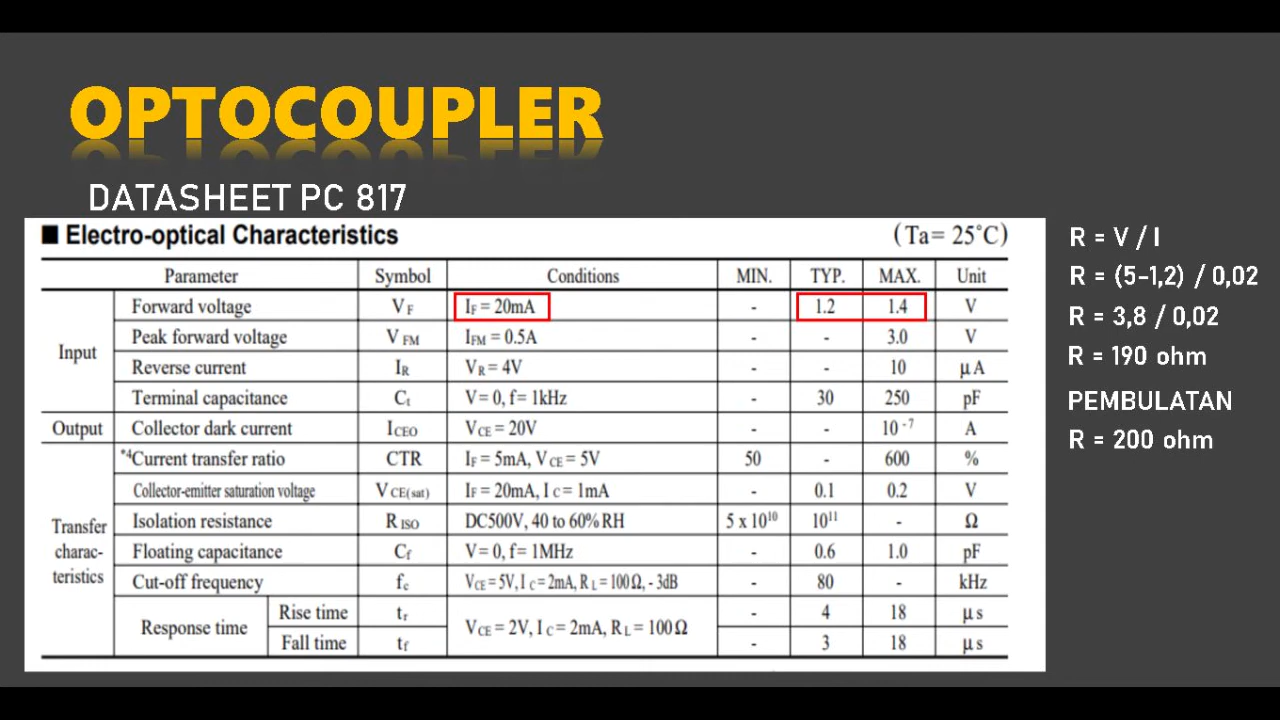 OPTOCOUPLER
DATASHEET PC 817
■ Electro-optical Characteristics (Ta= 25˚C)
Parameter Symbol Conditions MIN. TYP. MAX. Unit
Input
Forward voltage VF IF = 20mA - 1.2 1.4 V
Peak forward voltage VFM IFM = 0.5A - - 3.0 V
Reverse current IR VR = 4V - - 10 μA
Terminal capacitance Ct V= 0, f= 1kHz - 30 250 pF
Output Collector dark current ICEO VCE = 20V - - 10⁻⁷ A
Transfer charac-
teristics
*4Current transfer ratio CTR IF = 5mA, VCE = 5V 50 - 600 %
Collector-emitter saturation voltage VCE(sat) IF = 20mA, IC = 1mA - 0.1 0.2 V
Isolation resistance RISO DC500V, 40 to 60% RH 5 x 10¹⁰ 10¹¹ - Ω
Floating capacitance Cf V= 0, f= 1MHz - 0.6 1.0 pF
Cut-off frequency fc VCE = 5V, IC = 2mA, RL = 100Ω, - 3dB - 80 - kHz
Response time Rise time tr VCE = 2V, IC = 2mA, RL = 100Ω - 4 18 μs
Fall time tf - 3 18 μs
R = V / I
R = (5-1,2) / 0,02
R = 3,8 / 0,02
R = 190 ohm
PEMBULATAN
R = 200 ohm